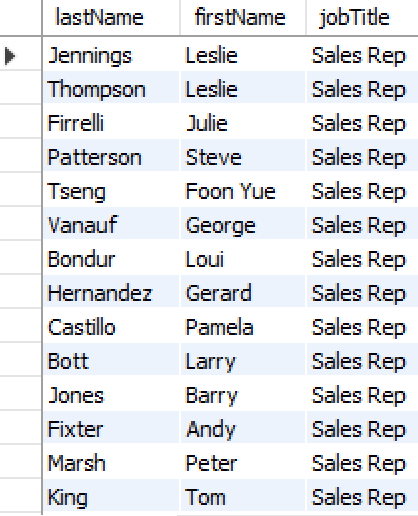 lastName firstName jobTitle
Jennings Leslie Sales Rep
Thompson Leslie Sales Rep
Firrelli Julie Sales Rep
Patterson Steve Sales Rep
Tseng Foon Yue Sales Rep
Vanauf George Sales Rep
Bondur Loui Sales Rep
Hernandez Gerard Sales Rep
Castillo Pamela Sales Rep
Bott Larry Sales Rep
Jones Barry Sales Rep
Fixter Andy Sales Rep
Marsh Peter Sales Rep
King Tom Sales Rep